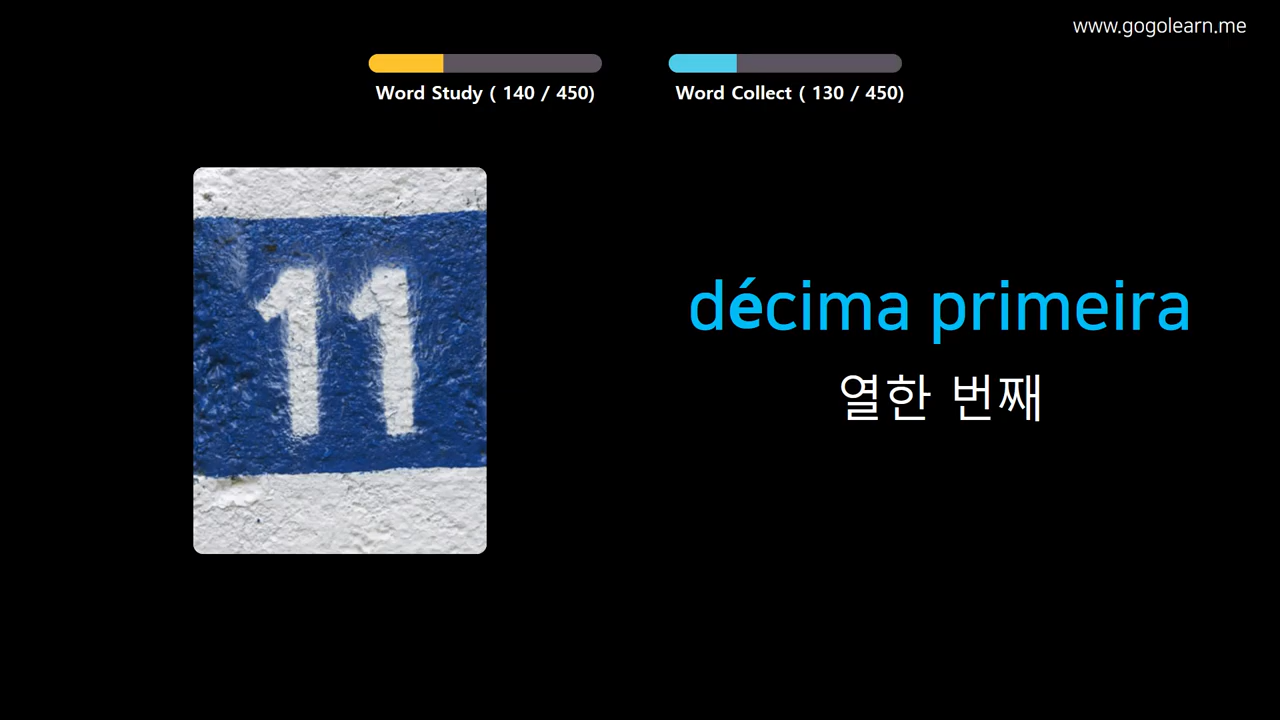 www.gogolearn.me
Word Study ( 140 / 450)
Word Collect ( 130 / 450)
11
décima primeira
열한 번째